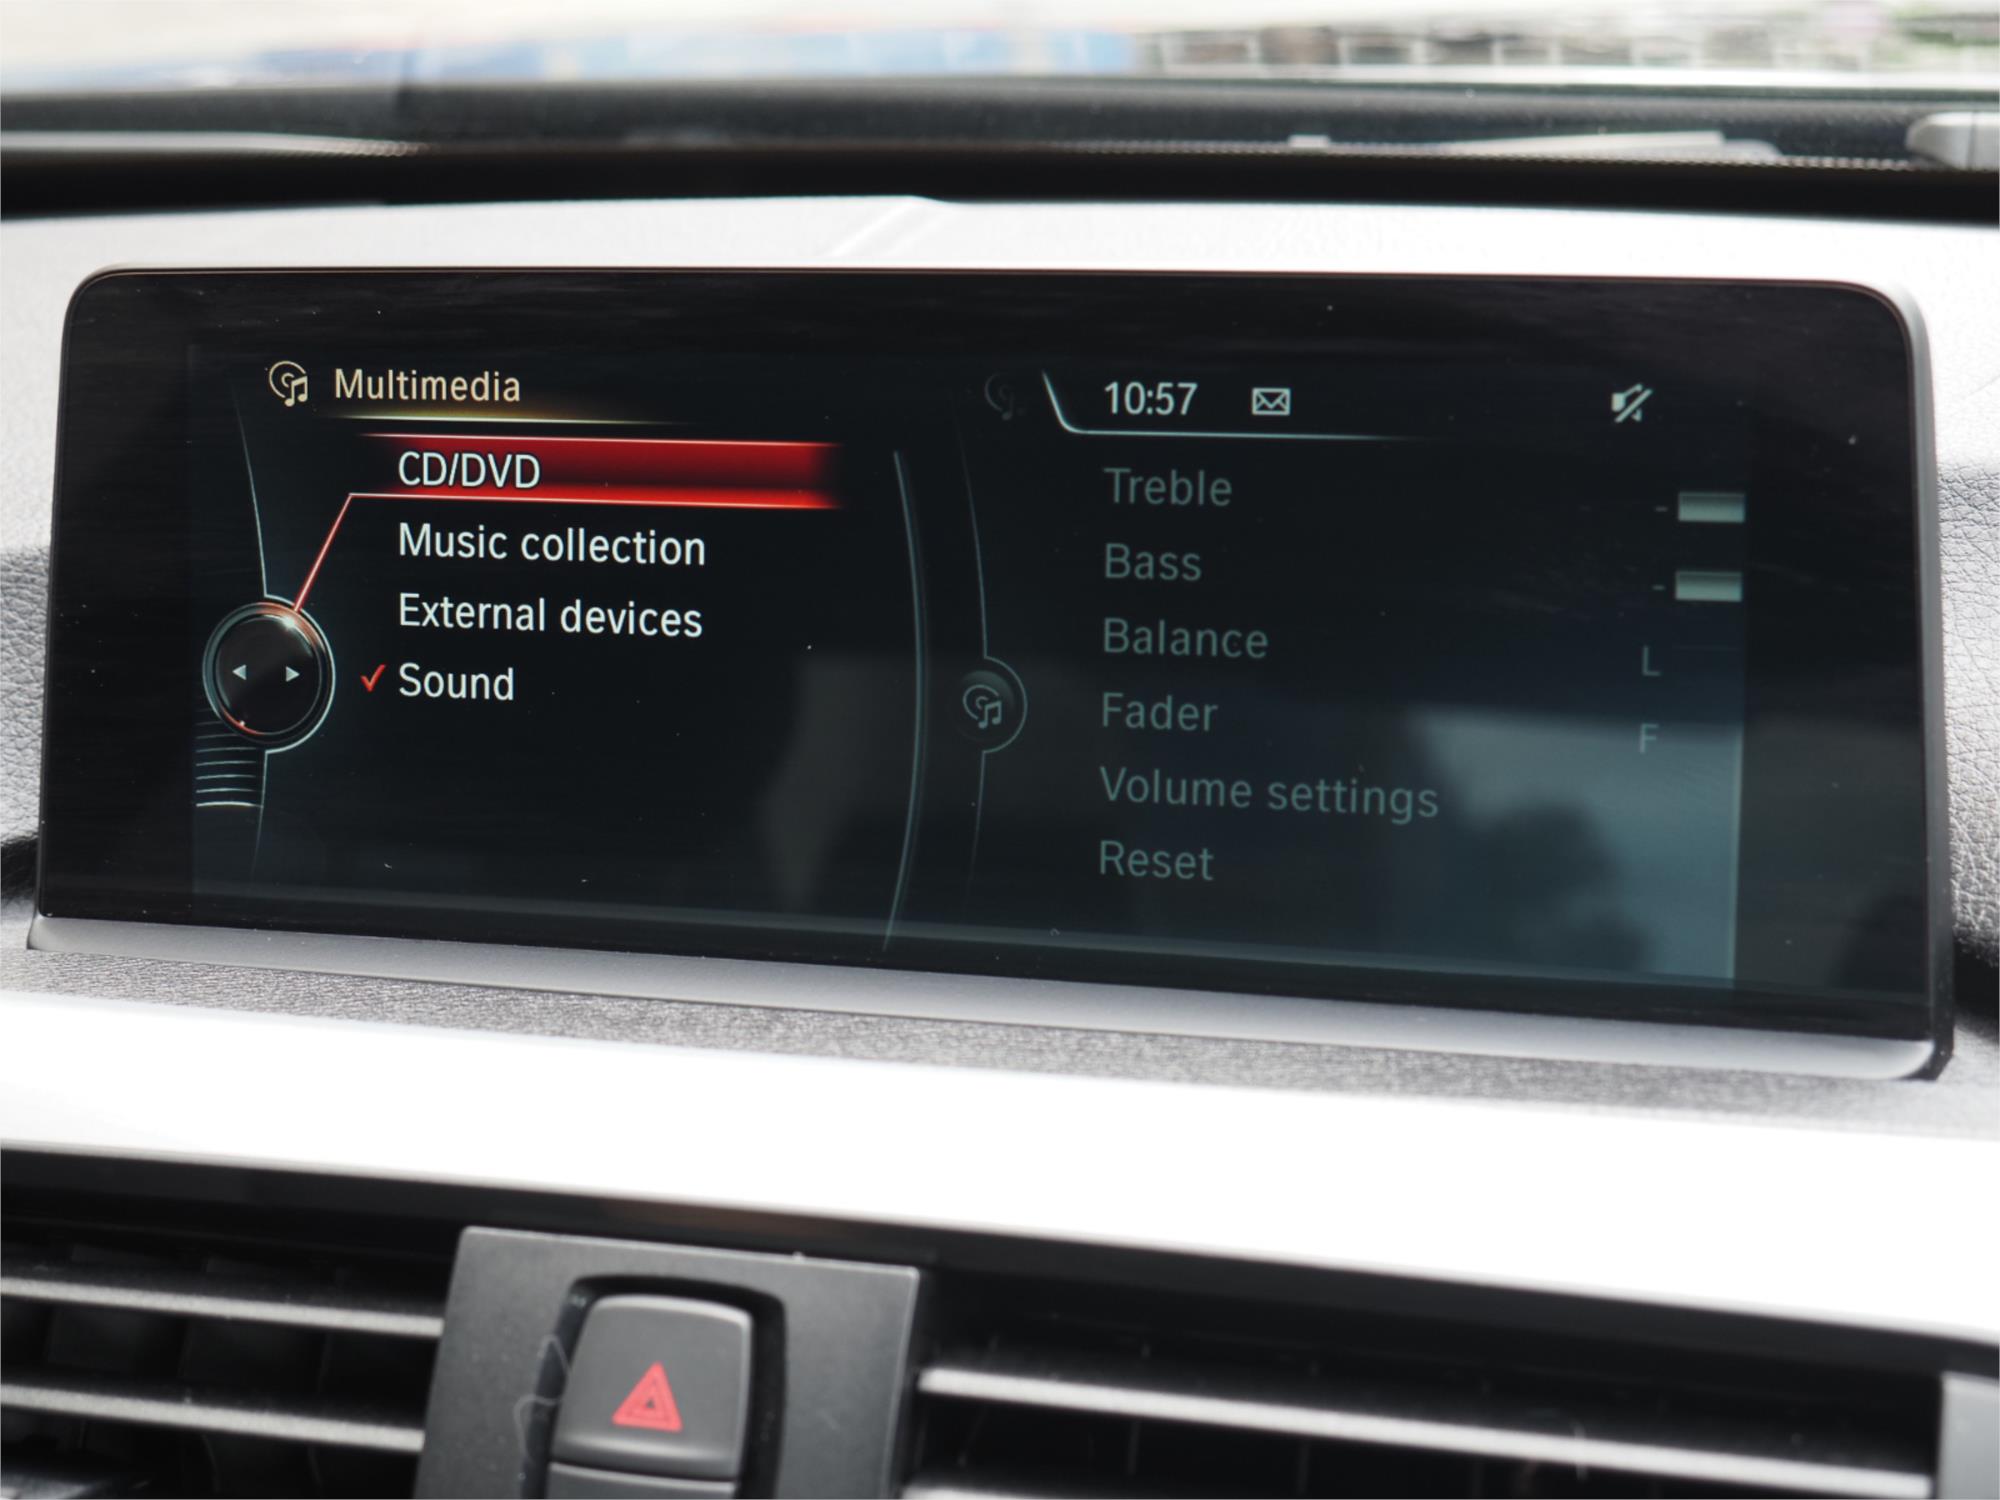 Multimedia
CD/DVD
Music collection
External devices
Sound
10:57
Treble -
Bass -
Balance L
Fader F
Volume settings
Reset